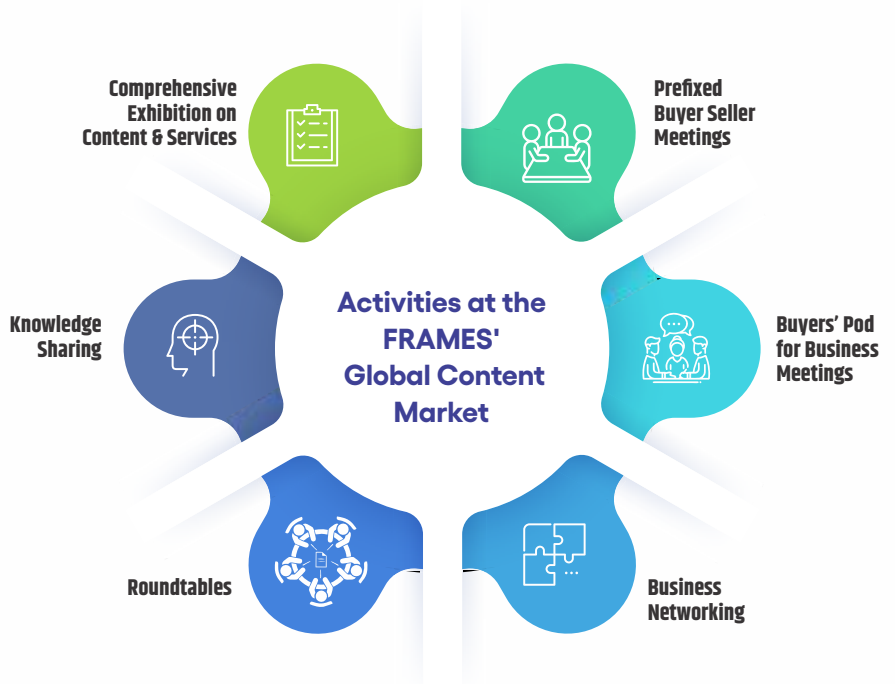 Comprehensive
Exhibition on
Content & Services
Prefixed
Buyer Seller
Meetings
Knowledge
Sharing
Activities at the
FRAMES'
Global Content
Market
Buyers’ Pod
for Business
Meetings
Roundtables
Business
Networking